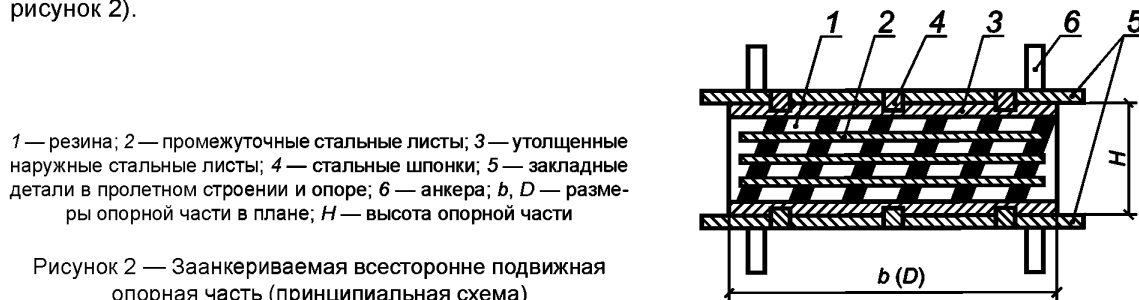 рисунок 2).
1 2 4 3 6 5
1 — резина; 2 — промежуточные стальные листы; 3 — утолщенные
наружные стальные листы; 4 — стальные шпонки; 5 — закладные
детали в пролетном строении и опоре; 6 — анкера; b, D — разме-
ры опорной части в плане; H — высота опорной части
H
5
b (D)
Рисунок 2 — Заанкериваемая всесторонне подвижная
опорная часть (принципиальная схема)